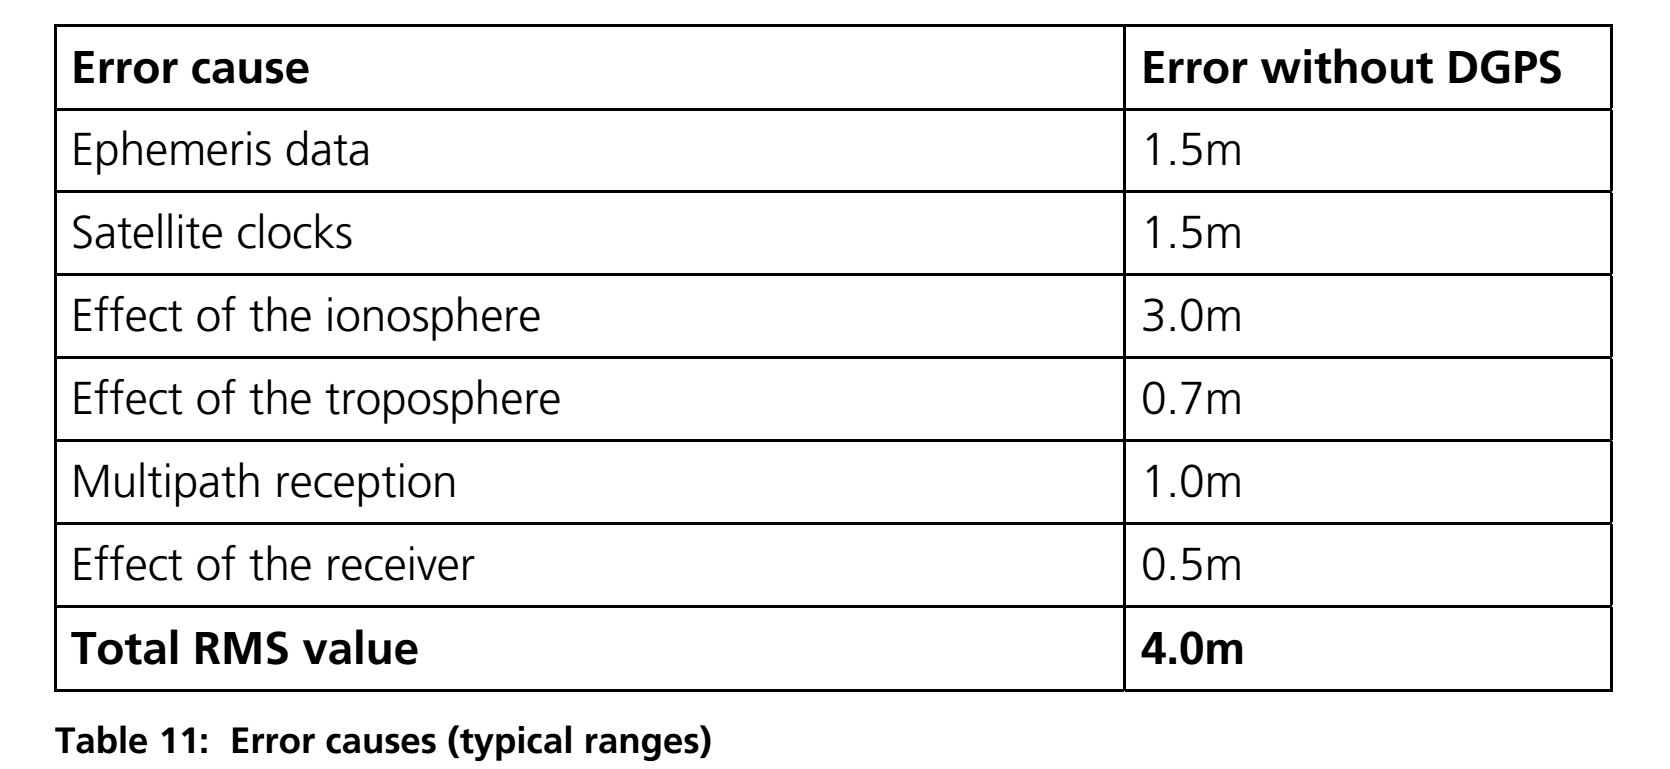 Error cause Error without DGPS
Ephemeris data 1.5m
Satellite clocks 1.5m
Effect of the ionosphere 3.0m
Effect of the troposphere 0.7m
Multipath reception 1.0m
Effect of the receiver 0.5m
Total RMS value 4.0m
Table 11: Error causes (typical ranges)